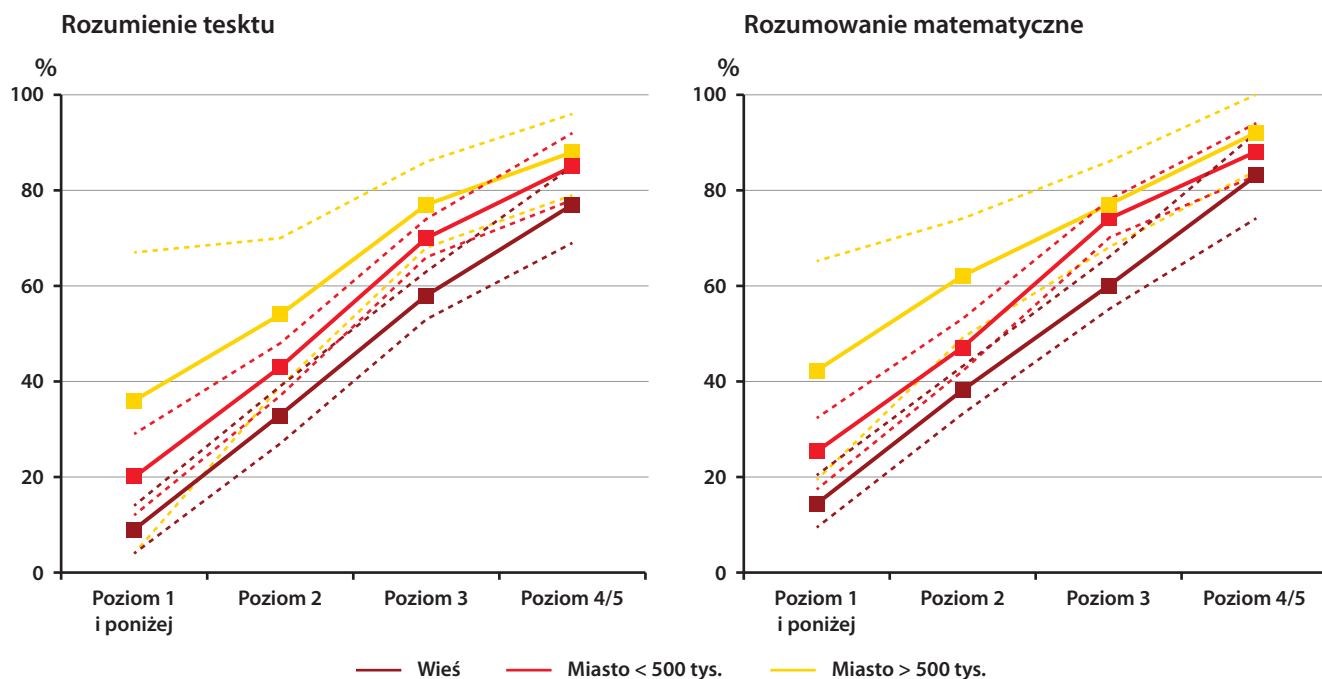 Rozumienie tesktu
%
100
80
60
40
20
0
Poziom 1
i poniżej
Poziom 2
Poziom 3
Poziom 4/5
Rozumowanie matematyczne
%
100
80
60
40
20
0
Poziom 1
i poniżej
Poziom 2
Poziom 3
Poziom 4/5
Wieś
Miasto < 500 tys.
Miasto > 500 tys.